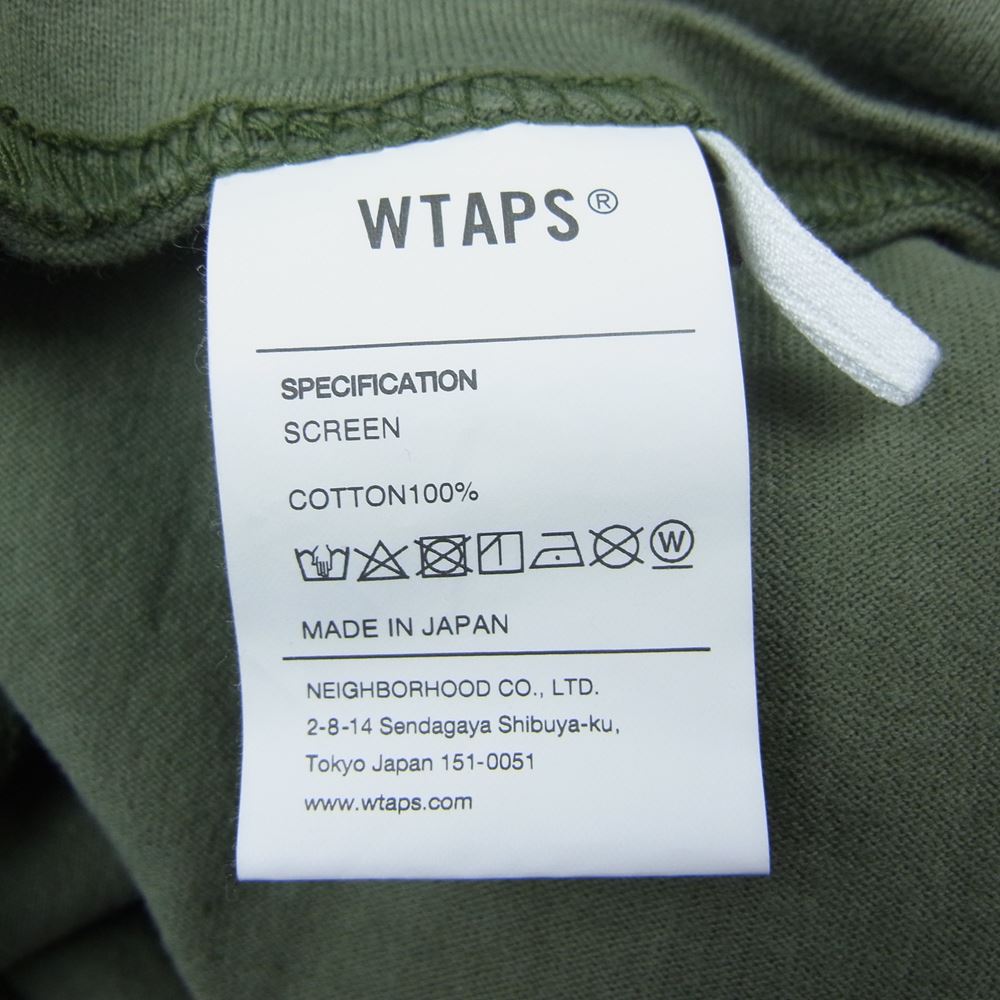 WTAPS®
SPECIFICATION
SCREEN
COTTON100%
W
MADE IN JAPAN
NEIGHBORHOOD CO., LTD.
2-8-14 Sendagaya Shibuya-ku,
Tokyo Japan 151-0051
www.wtaps.com